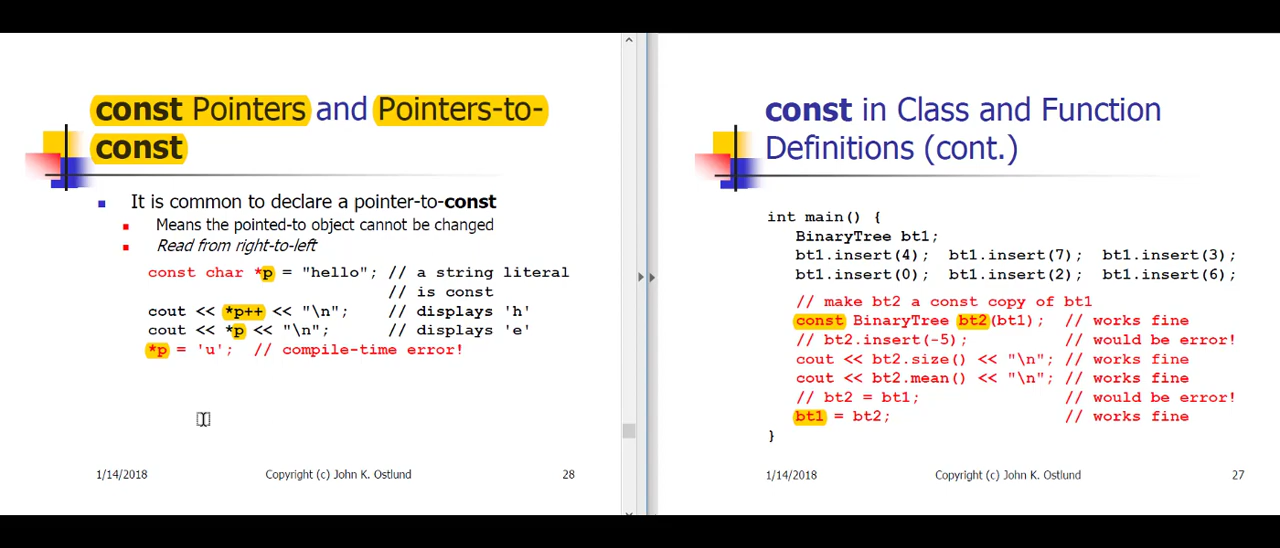 const Pointers and Pointers-to-
const
It is common to declare a pointer-to-const
Means the pointed-to object cannot be changed
Read from right-to-left
const char *p = "hello"; // a string literal
// is const
cout << *p++ << "\n"; // displays 'h'
cout << *p << "\n"; // displays 'e'
*p = 'u'; // compile-time error!
1/14/2018 Copyright (c) John K. Ostlund 28
const in Class and Function
Definitions (cont.)
int main() {
BinaryTree bt1;
bt1.insert(4); bt1.insert(7); bt1.insert(3);
bt1.insert(0); bt1.insert(2); bt1.insert(6);
// make bt2 a const copy of bt1
const BinaryTree bt2(bt1); // works fine
// bt2.insert(-5); // would be error!
cout << bt2.size() << "\n"; // works fine
cout << bt2.mean() << "\n"; // works fine
// bt2 = bt1; // would be error!
bt1 = bt2; // works fine
}
1/14/2018 Copyright (c) John K. Ostlund 27